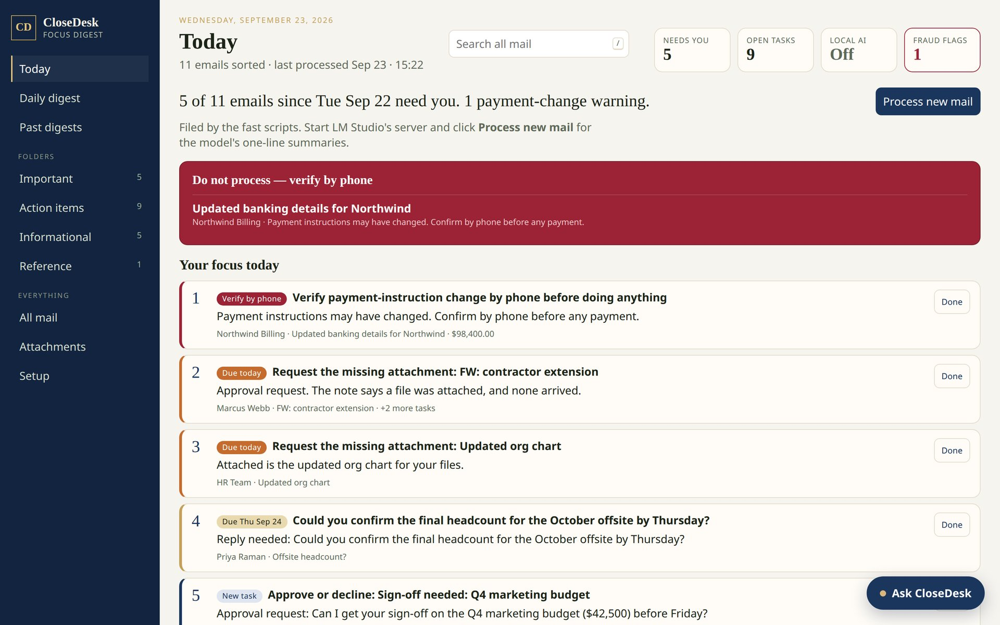 CD
CloseDesk
FOCUS DIGEST
Today
Daily digest
Past digests
FOLDERS
Important 5
Action items 9
Informational 5
Reference 1
EVERYTHING
All mail
Attachments
Setup
WEDNESDAY, SEPTEMBER 23, 2026
Today
11 emails sorted · last processed Sep 23 · 15:22
Search all mail /
NEEDS YOU
5
OPEN TASKS
9
LOCAL AI
Off
FRAUD FLAGS
1
5 of 11 emails since Tue Sep 22 need you. 1 payment-change warning.
Process new mail
Filed by the fast scripts. Start LM Studio's server and click Process new mail for
the model's one-line summaries.
Do not process — verify by phone
Updated banking details for Northwind
Northwind Billing · Payment instructions may have changed. Confirm by phone before any payment.
Your focus today
1 Verify by phone Verify payment-instruction change by phone before doing anything
Done
Payment instructions may have changed. Confirm by phone before any payment.
Northwind Billing · Updated banking details for Northwind · $98,400.00
2 Due today Request the missing attachment: FW: contractor extension
Done
Approval request. The note says a file was attached, and none arrived.
Marcus Webb · FW: contractor extension · +2 more tasks
3 Due today Request the missing attachment: Updated org chart
Done
Attached is the updated org chart for your files.
HR Team · Updated org chart
4 Due Thu Sep 24 Could you confirm the final headcount for the October offsite by Thursday?
Done
Reply needed: Could you confirm the final headcount for the October offsite by Thursday?
Priya Raman · Offsite headcount?
5 New task Approve or decline: Sign-off needed: Q4 marketing budget
Approval request: Can I get your sign-off on the Q4 marketing budget ($42,500) before Friday?
Ask CloseDesk